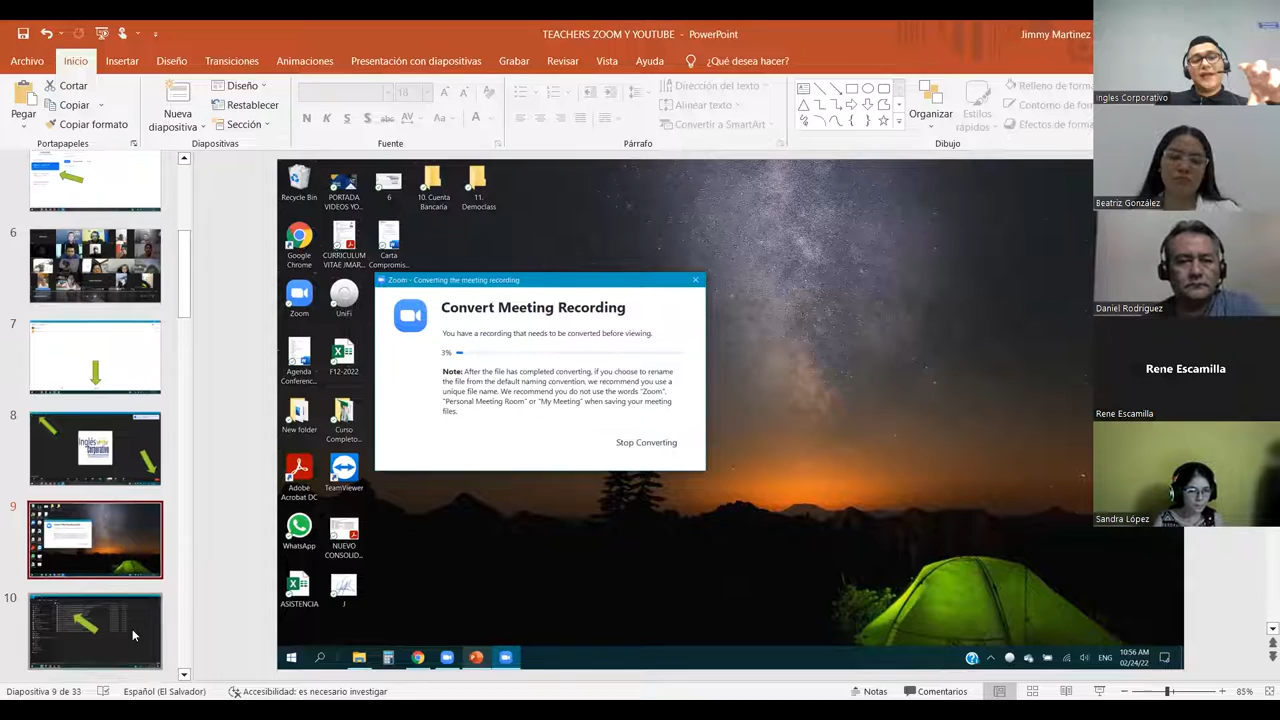 TEACHERS ZOOM Y YOUTUBE - PowerPoint
Jimmy Martinez
Archivo Inicio Insertar Diseño Transiciones Animaciones Presentación con diapositivas Grabar Revisar Vista Ayuda ¿Qué desea hacer?
Pegar
Cortar
Copiar
Copiar formato
Portapapeles
Nueva diapositiva
Diseño
Restablecer
Sección
Diapositivas
18
N K S S abc AV Aa A
Fuente
Dirección del texto
Alinear texto
Convertir a SmartArt
Párrafo
Organizar
Estilos rápidos
Relleno de forma
Contorno de forma
Efectos de forma
Dibujo
6
7
8
Inglés
Corporativo
9
10
Recycle Bin
PORTADA VIDEOS YO...
6
10. Cuenta Bancaria
11. Democlass
Google Chrome
CURRICULUM VITAE JMAR...
Carta Compromis...
Zoom
UniFi
Agenda Conferenc...
F12-2022
New folder
Curso Completo...
Adobe Acrobat DC
TeamViewer
WhatsApp
NUEVO CONSOLID...
ASISTENCIA
J
Zoom - Converting the meeting recording
Convert Meeting Recording
You have a recording that needs to be converted before viewing.
3%
Note: After the file has completed converting, if you choose to rename
the file from the default naming convention, we recommend you use a
unique file name. We recommend you do not use the words "Zoom",
"Personal Meeting Room" or "My Meeting" when saving your meeting
files.
Stop Converting
ENG
10:56 AM
02/24/22
Ingles Corporativo
Beatriz González
Daniel Rodriguez
Rene Escamilla
Rene Escamilla
Sandra López
Diapositiva 9 de 33 Español (El Salvador) Accesibilidad: es necesario investigar Notas Comentarios 85%